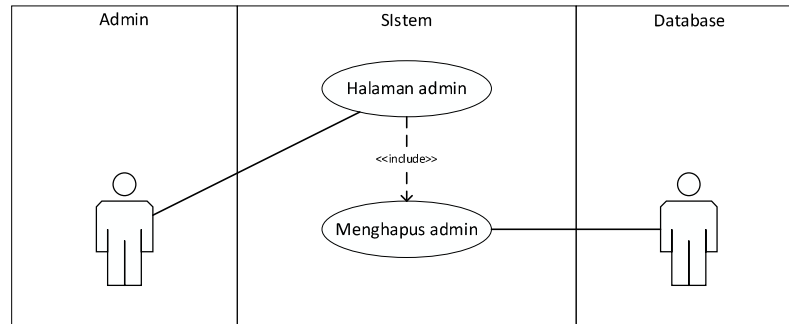 Admin
SIstem
Database
Halaman admin
<<include>>
Menghapus admin